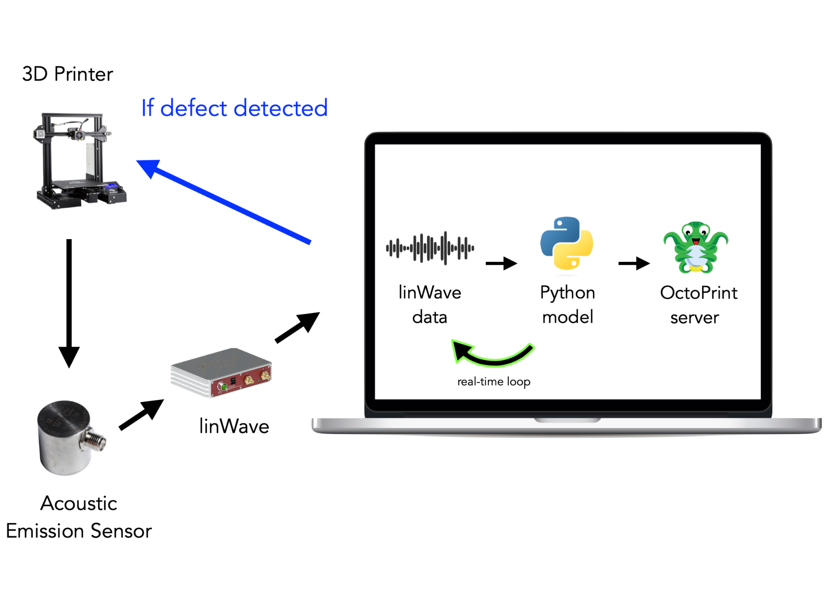 3D Printer
If defect detected
linWave
data
Python
model
OctoPrint
server
real-time loop
linWave
Acoustic
Emission Sensor